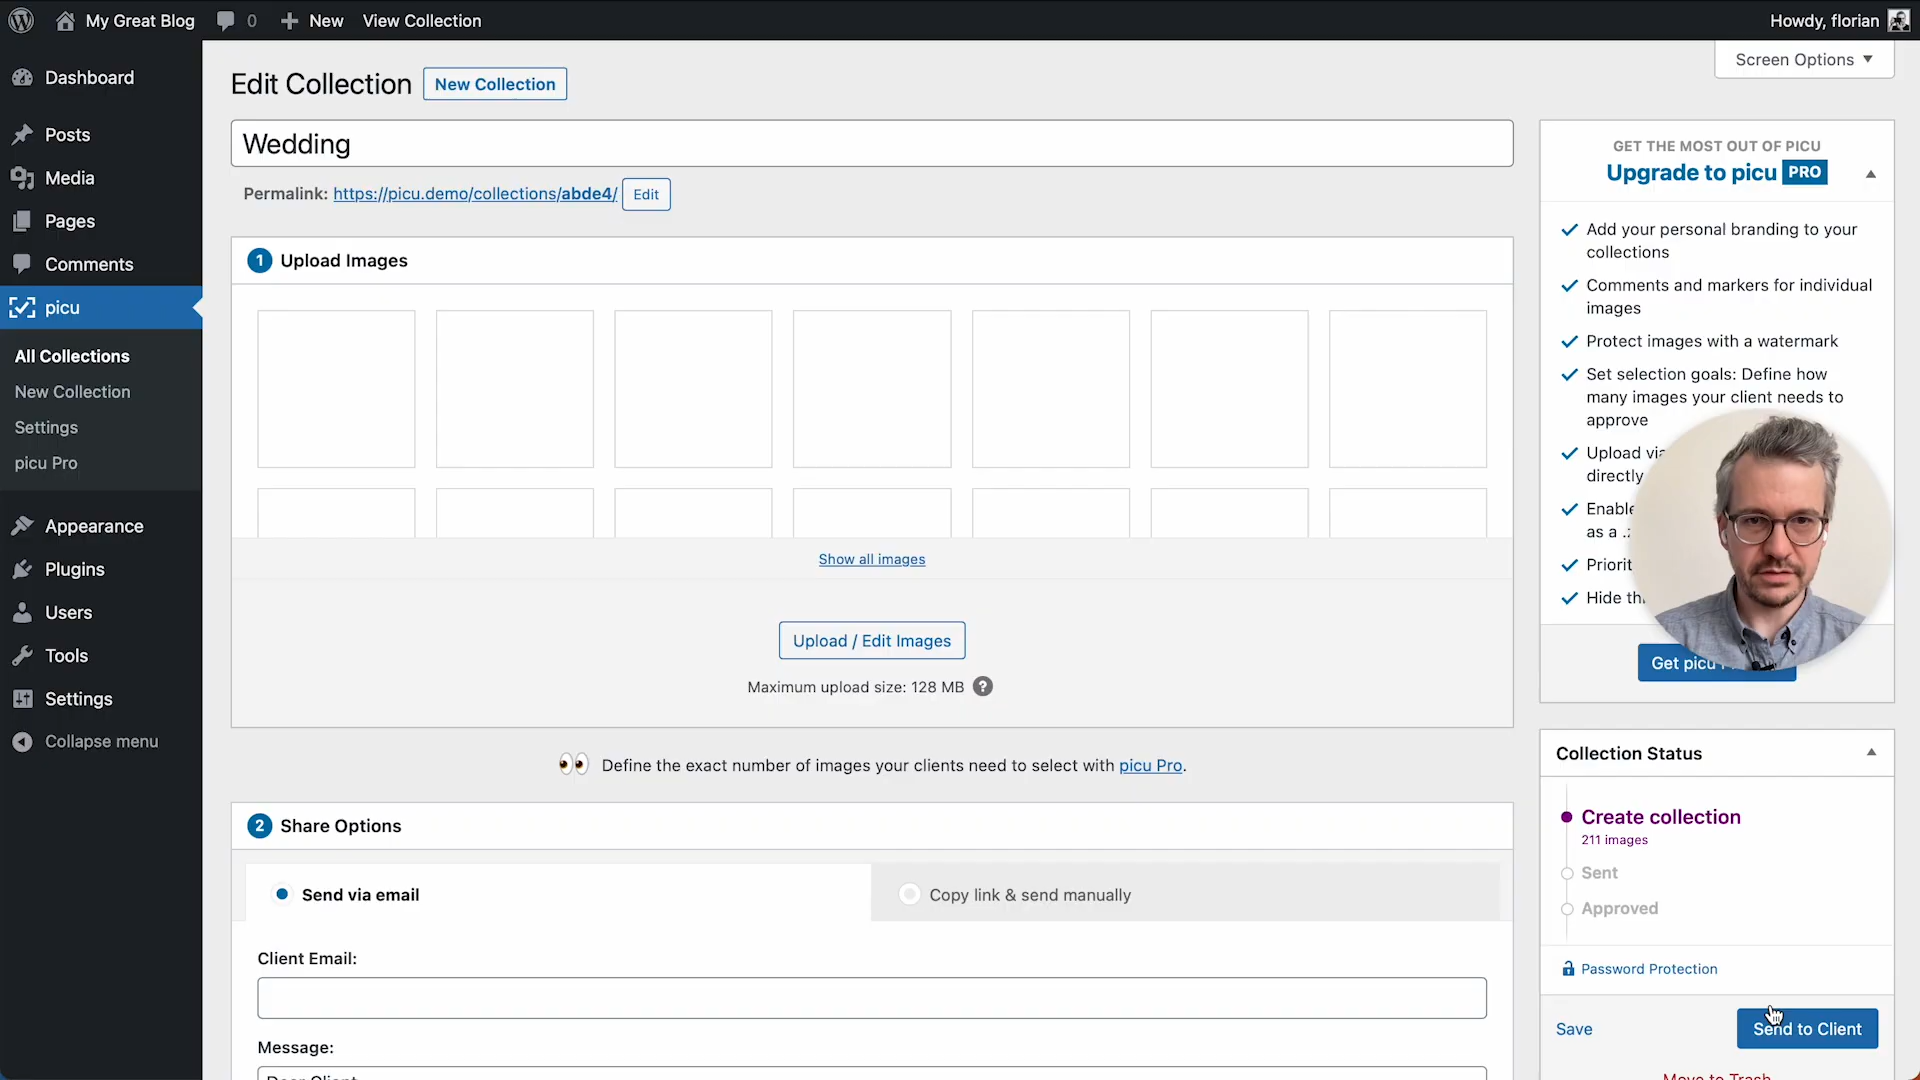 My Great Blog
0
New
View Collection
Howdy, florian
Screen Options
Dashboard
Posts
Media
Pages
Comments
picu
All Collections
New Collection
Settings
picu Pro
Appearance
Plugins
Users
Tools
Settings
Collapse menu
Edit Collection
New Collection
Wedding
Permalink: https://picu.demo/collections/abde4/
Edit
1 Upload Images
Show all images
Upload / Edit Images
Maximum upload size: 128 MB ?
Define the exact number of images your clients need to select with picu Pro.
2 Share Options
Send via email
Copy link & send manually
Client Email:
Message:
Dear Client
GET THE MOST OUT OF PICU
Upgrade to picu PRO
Add your personal branding to your
collections
Comments and markers for individual
images
Protect images with a watermark
Set selection goals: Define how
many images your client needs to
approve
Upload via
directly
Enable
as a
Hide
Get picu
Collection Status
Create collection
211 images
Sent
Approved
Password Protection
Save
Send to Client
Move to Trash